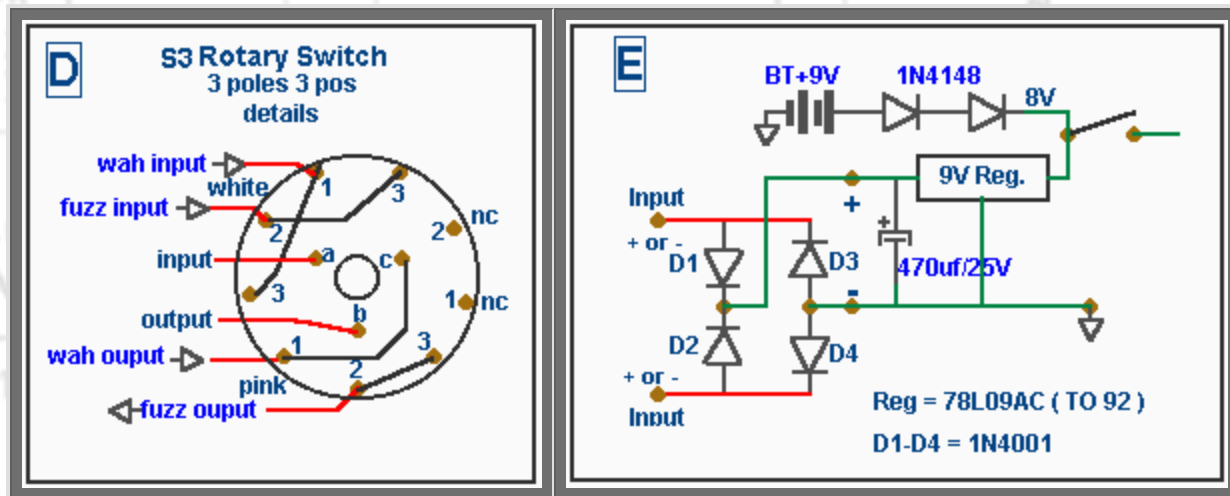 D
S3 Rotary Switch
3 poles 3 pos
details
wah input
white
1
3
fuzz input
2
2
nc
input
a
c
3
1
nc
output
b
wah ouput
1
3
2
pink
fuzz ouput
E
BT+9V
1N4148
8V
9V Reg.
Input
+
+
+ or -
D1
D3
470uf/25V
-
D2
D4
+ or -
Input
Reg = 78L09AC ( TO 92 )
D1-D4 = 1N4001